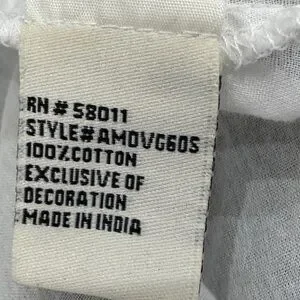 RN# 58011
STYLE#AMOVG60S
100%COTTON
EXCLUSIVE OF
DECORATION
MADE IN INDIA